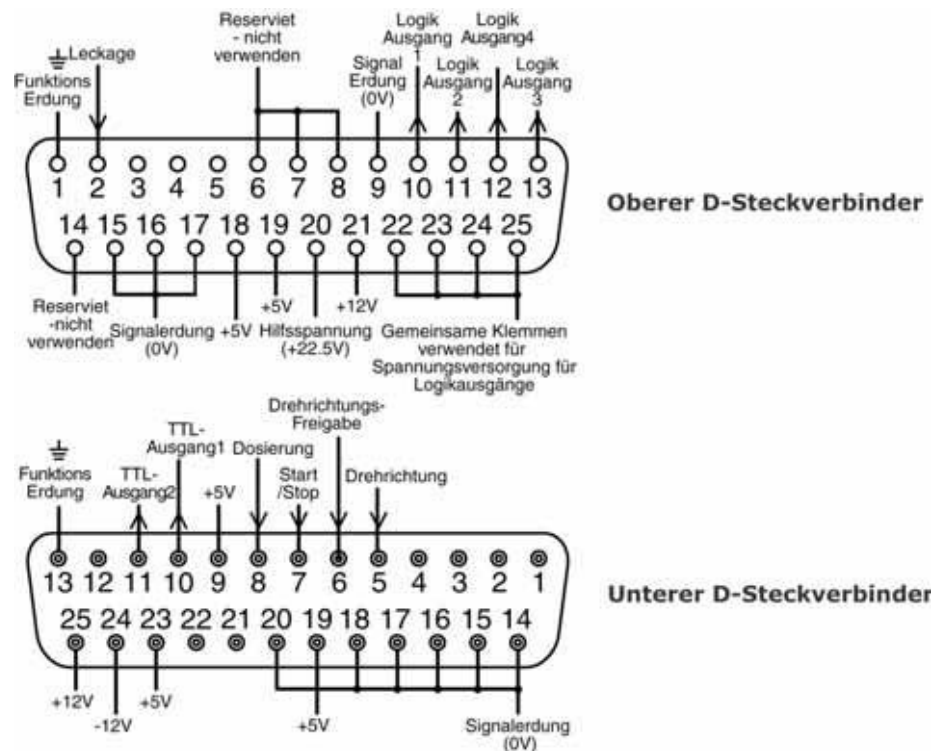 Reserviet
- nicht
verwenden
Logik
Ausgang
1
Logik
Ausgang4
Leckage
Funktions
Erdung
Signal
Erdung
(0V)
Logik
Ausgang
2
Logik
Ausgang
3
1 2 3 4 5 6 7 8 9 10 11 12 13
14 15 16 17 18 19 20 21 22 23 24 25
Oberer D-Steckverbinder
Reserviet
-nicht
verwenden
Signalerdung
(0V)
+5V
+5V
Hilfsspannung
(+22.5V)
+12V
Gemeinsame Klemmen
verwendet für
Spannungsversorgung für
Logikausgänge
Funktions
Erdung
TTL-
Ausgang2
TTL-
Ausgang1
+5V
Dosierung
Start
/Stop
Drehrichtungs-
Freigabe
Drehrichtung
13 12 11 10 9 8 7 6 5 4 3 2 1
25 24 23 22 21 20 19 18 17 16 15 14
Unterer D-Steckverbinder
+12V
-12V
+5V
+5V
Signalerdung
(0V)